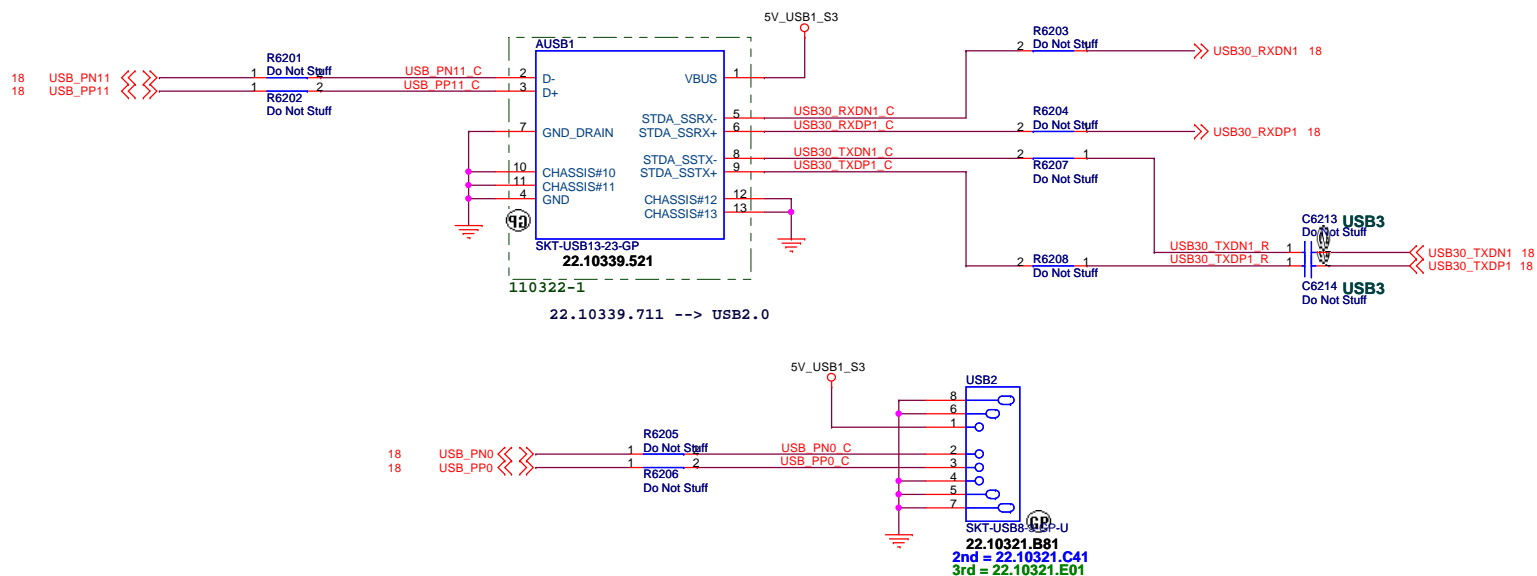 5V_USB1_S3
AUSB1
R6203
Do Not Stuff
2 1
USB30_RXDN1 18
R6201
Do Not Stuff
18 USB_PN11
1 2
USB_PN11_C
2 D-
VBUS 1
18 USB_PP11
1 2
USB_PP11_C
3 D+
R6202
Do Not Stuff
STDA_SSRX- 5
USB30_RXDN1_C
R6204
Do Not Stuff
7 GND_DRAIN
STDA_SSRX+ 6
USB30_RXDP1_C
2 1
USB30_RXDP1 18
STDA_SSTX- 8
USB30_TXDN1_C
2 1
R6207
Do Not Stuff
10 CHASSIS#10
STDA_SSTX+ 9
USB30_TXDP1_C
11 CHASSIS#11
4 GND
CHASSIS#12 12
CHASSIS#13 13
GP
SKT-USB13-23-GP
22.10339.521
C6213 USB3
Do Not Stuff
USB30_TXDN1_R 1
USB30_TXDN1 18
2 R6208 1
Do Not Stuff
USB30_TXDP1_R 1
USB30_TXDP1 18
C6214 USB3
Do Not Stuff
110322-1
22.10339.711 --> USB2.0
5V_USB1_S3
USB2
8
6
1
R6205
Do Not Stuff
18 USB_PN0
1 2
USB_PN0_C
2
18 USB_PP0
1 2
USB_PP0_C
3
R6206
Do Not Stuff
4
5
7
GP
22.10321.B81
2nd = 22.10321.C41
3rd = 22.10321.E01